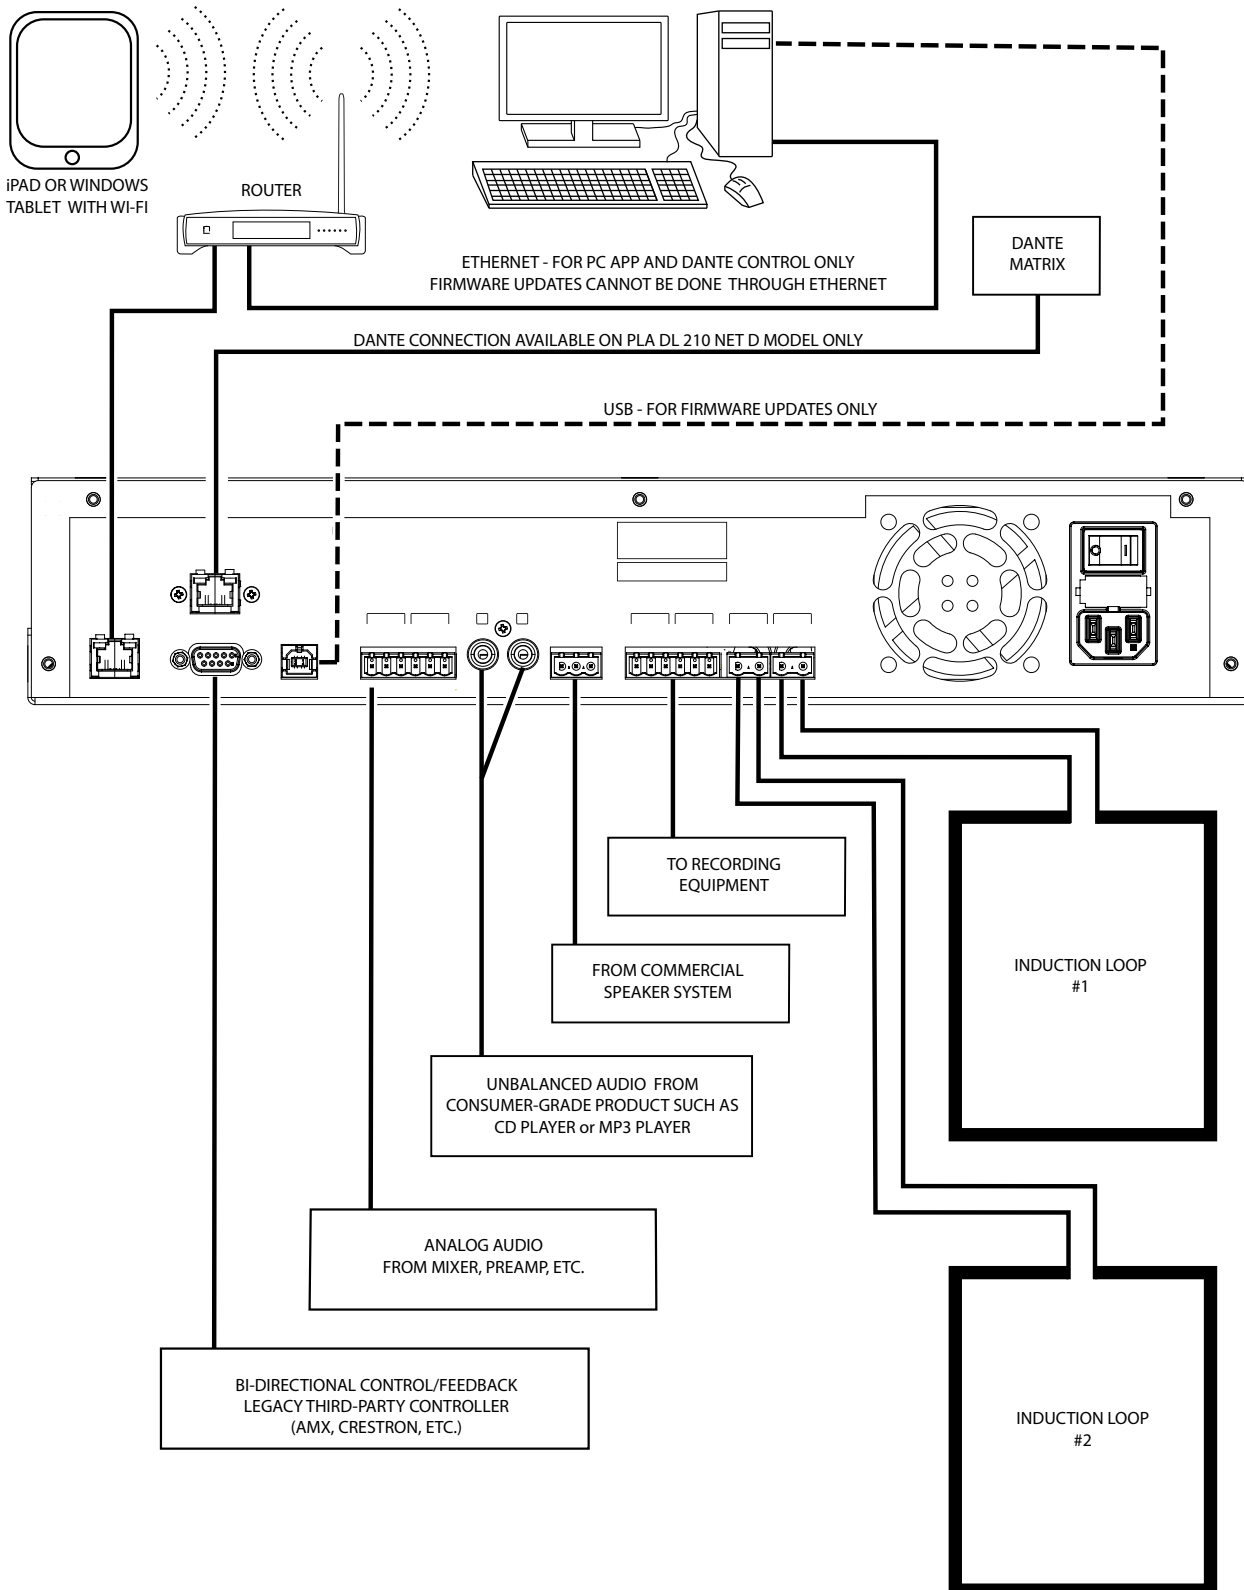 iPAD OR WINDOWS
TABLET WITH WI-FI
ROUTER
ETHERNET - FOR PC APP AND DANTE CONTROL ONLY
FIRMWARE UPDATES CANNOT BE DONE THROUGH ETHERNET
DANTE
MATRIX
DANTE CONNECTION AVAILABLE ON PLA DL 210 NET D MODEL ONLY
USB - FOR FIRMWARE UPDATES ONLY
TO RECORDING
EQUIPMENT
FROM COMMERCIAL
SPEAKER SYSTEM
INDUCTION LOOP
#1
UNBALANCED AUDIO FROM
CONSUMER-GRADE PRODUCT SUCH AS
CD PLAYER or MP3 PLAYER
ANALOG AUDIO
FROM MIXER, PREAMP, ETC.
BI-DIRECTIONAL CONTROL/FEEDBACK
LEGACY THIRD-PARTY CONTROLLER
(AMX, CRESTRON, ETC.)
INDUCTION LOOP
#2